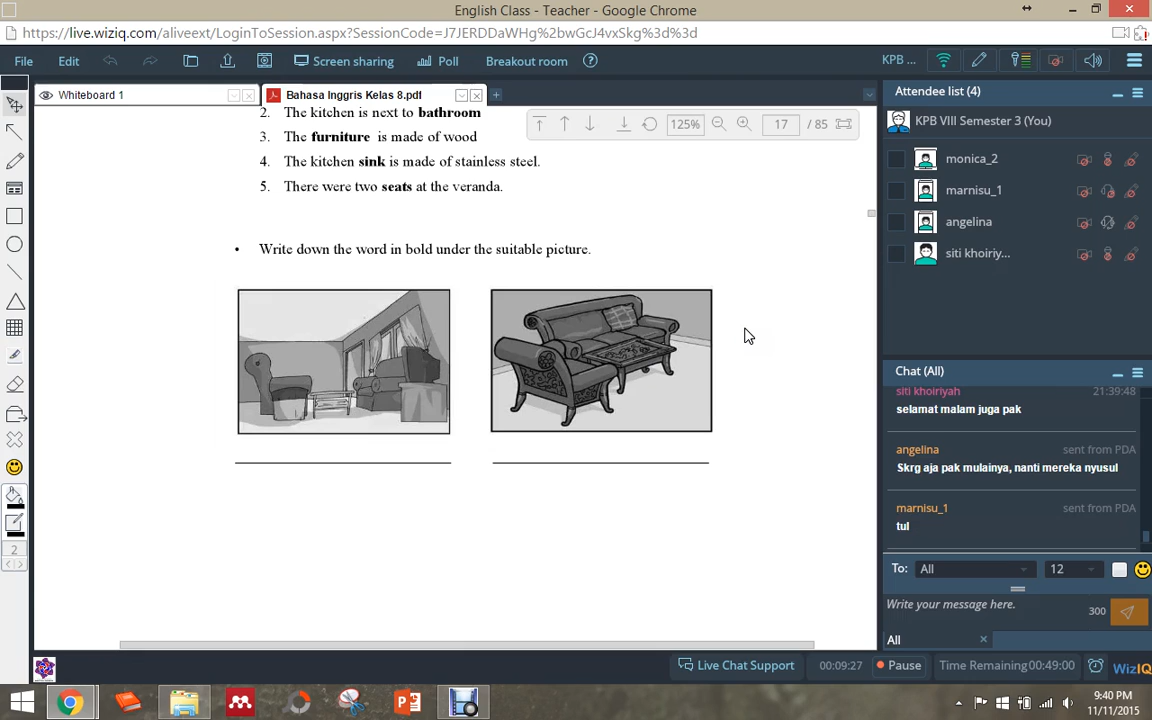 English Class - Teacher - Google Chrome
https://live.wiziq.com/aliveext/LoginToSession.aspx?SessionCode=J7JERDDaWHg%2bwGcJ4vxSkg%3d%3d
File Edit Screen sharing Poll Breakout room ?
KPB ...
Whiteboard 1
Bahasa Inggris Kelas 8.pdf
125% 17 / 85
2. The kitchen is next to bathroom
3. The furniture is made of wood
4. The kitchen sink is made of stainless steel.
5. There were two seats at the veranda.
• Write down the word in bold under the suitable picture.
2
Attendee list (4)
KPB VIII Semester 3 (You)
monica_2
marnisu_1
angelina
siti khoiriy...
Chat (All)
siti khoiriyah 21:39:48
selamat malam juga pak
angelina sent from PDA
Skrg aja pak mulainya, nanti mereka nyusul
marnisu_1 sent from PDA
tul
To: All 12
Write your message here. 300
All
Live Chat Support 00:09:27 Pause Time Remaining 00:49:00 WizIQ
9:40 PM
11/11/2015